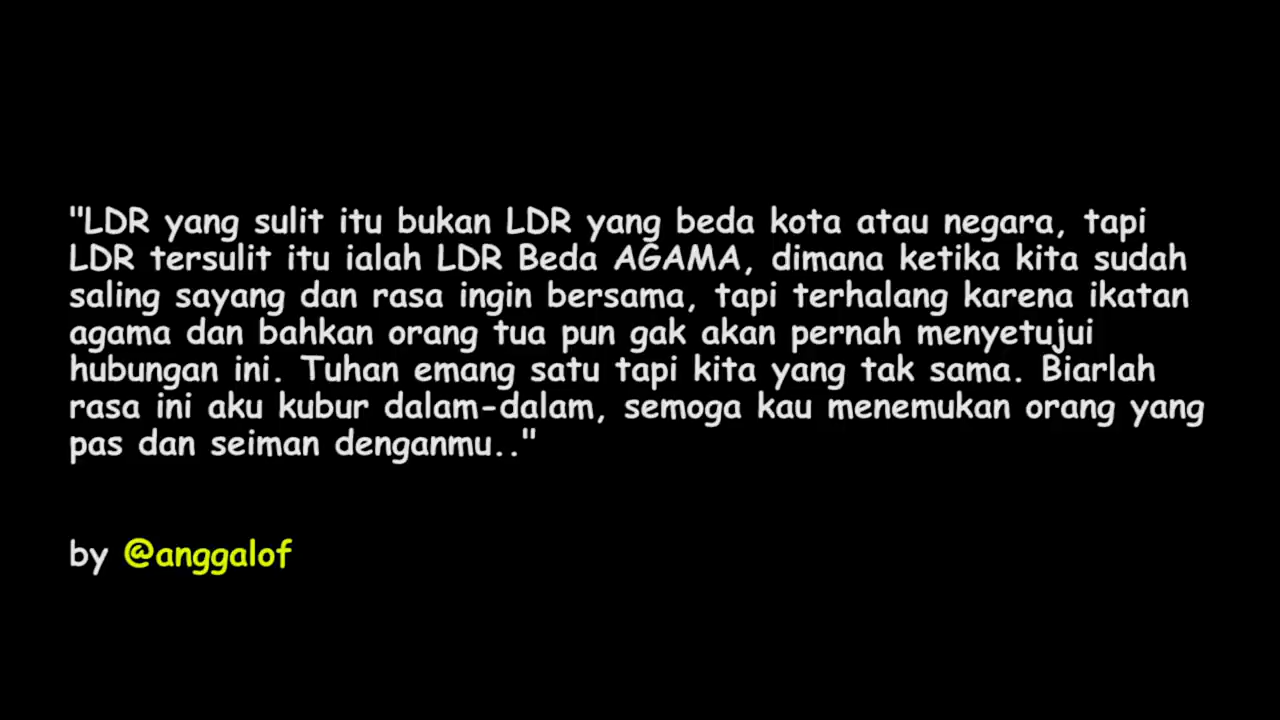 "LDR yang sulit itu bukan LDR yang beda kota atau negara, tapi
LDR tersulit itu ialah LDR Beda AGAMA, dimana ketika kita sudah
saling sayang dan rasa ingin bersama, tapi terhalang karena ikatan
agama dan bahkan orang tua pun gak akan pernah menyetujui
hubungan ini. Tuhan emang satu tapi kita yang tak sama. Biarlah
rasa ini aku kubur dalam-dalam, semoga kau menemukan orang yang
pas dan seiman denganmu.."
by @anggalof